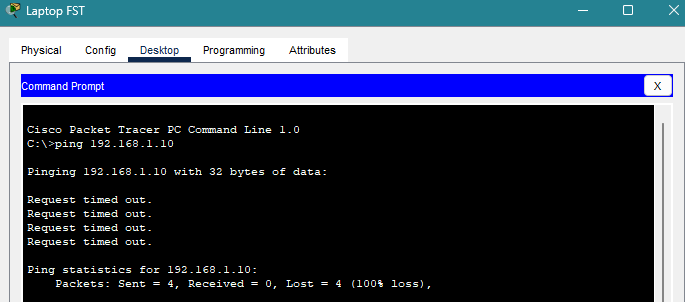 Laptop FST
Physical Config Desktop Programming Attributes
Command Prompt
X
Cisco Packet Tracer PC Command Line 1.0
C:\>ping 192.168.1.10
Pinging 192.168.1.10 with 32 bytes of data:
Request timed out.
Request timed out.
Request timed out.
Request timed out.
Ping statistics for 192.168.1.10:
Packets: Sent = 4, Received = 0, Lost = 4 (100% loss),